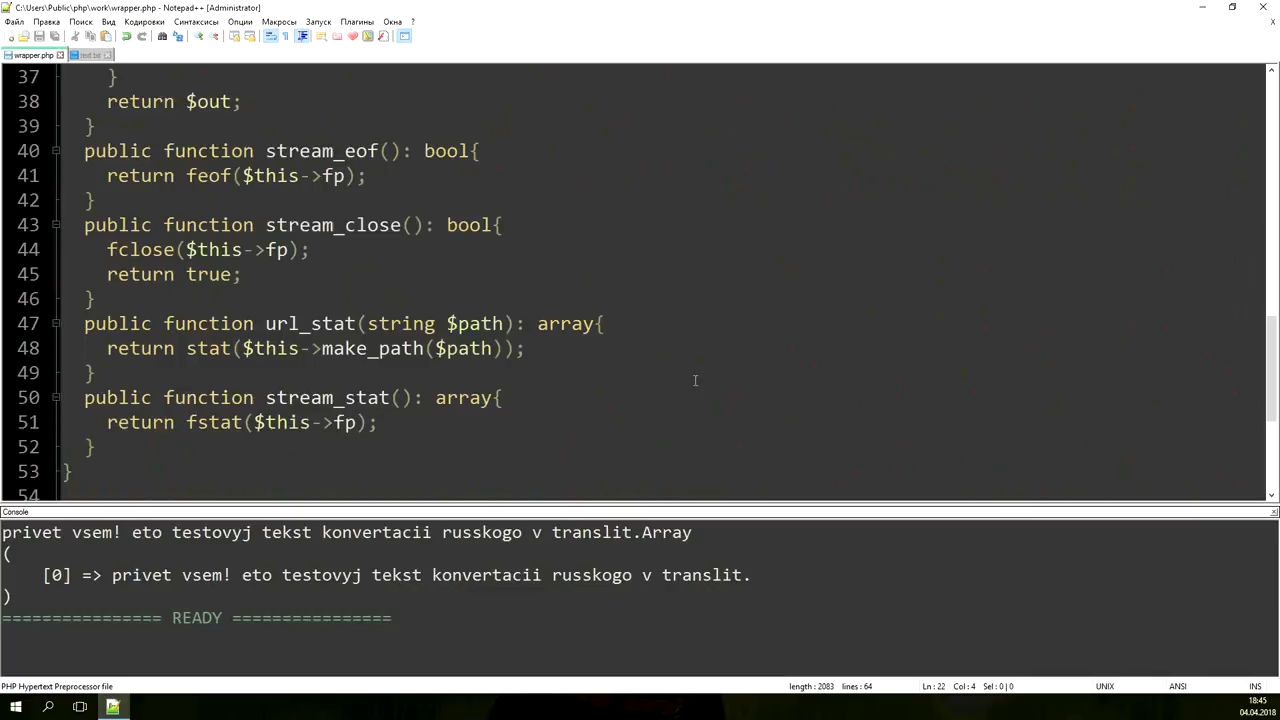 C:\Users\Public\php\work\wrapper.php - Notepad++ [Administrator]
Файл Правка Поиск Вид Кодировки Синтаксисы Опции Макросы Запуск Плагины Окна ?
X
wrapper.php text.txt
37 }
38 return $out;
39 }
40 public function stream_eof(): bool{
41 return feof($this->fp);
42 }
43 public function stream_close(): bool{
44 fclose($this->fp);
45 return true;
46 }
47 public function url_stat(string $path): array{
48 return stat($this->make_path($path));
49 }
50 public function stream_stat(): array{
51 return fstat($this->fp);
52 }
53 }
54
Console
privet vsem! eto testovyj tekst konvertacii russkogo v translit.Array
(
[0] => privet vsem! eto testovyj tekst konvertacii russkogo v translit.
)
================ READY ================
PHP Hypertext Preprocessor file length : 2083 lines : 64 Ln : 22 Col : 4 Sel : 0 | 0 UNIX ANSI INS
18:45
04.04.2018